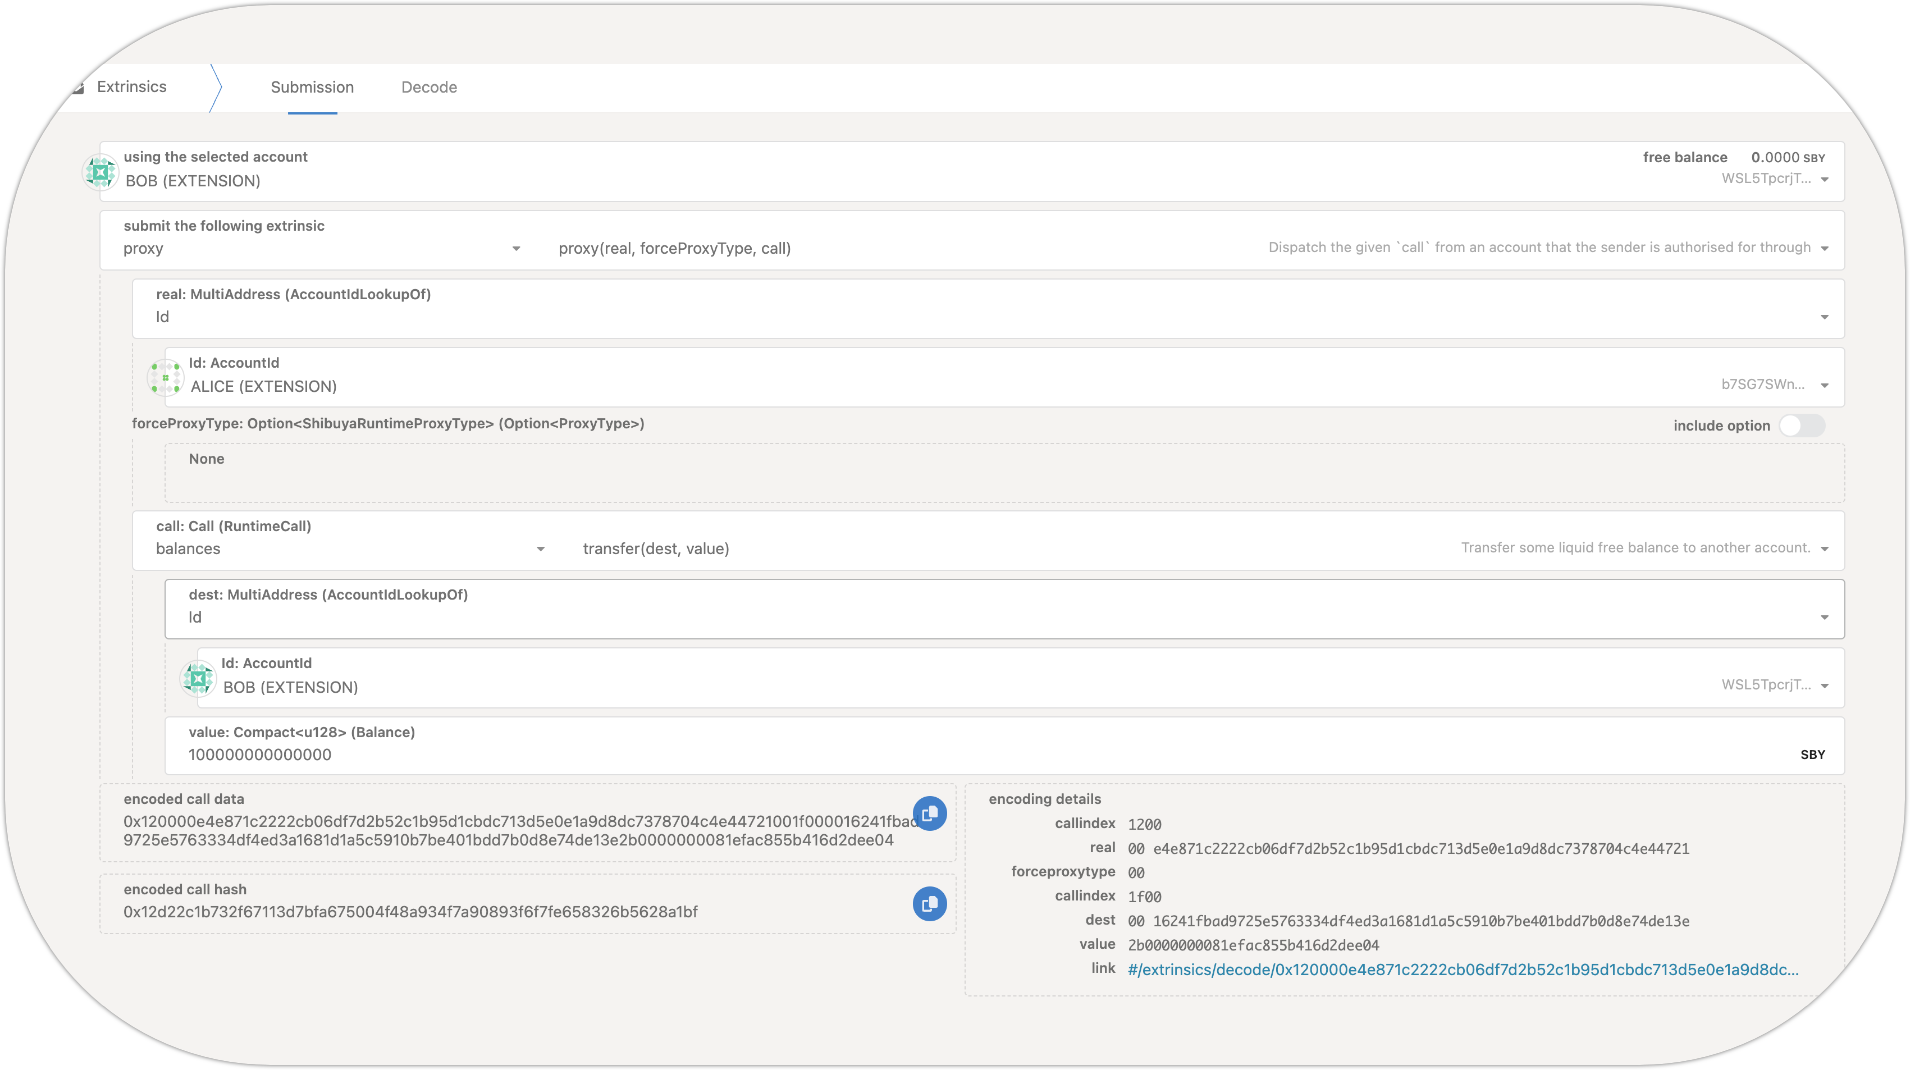 Extrinsics
Submission
Decode
using the selected account
BOB (EXTENSION)
free balance 0.0000 SBY
WSL5TpcrjT...
submit the following extrinsic
proxy
proxy(real, forceProxyType, call)
Dispatch the given `call` from an account that the sender is authorised for through
real: MultiAddress (AccountIdLookupOf)
Id
Id: AccountId
ALICE (EXTENSION)
b7SG7SWn...
forceProxyType: Option<ShibuyaRuntimeProxyType> (Option<ProxyType>)
include option
None
call: Call (RuntimeCall)
balances
transfer(dest, value)
Transfer some liquid free balance to another account.
dest: MultiAddress (AccountIdLookupOf)
Id
Id: AccountId
BOB (EXTENSION)
WSL5TpcrjT...
value: Compact<u128> (Balance)
100000000000000
SBY
encoded call data
0x120000e4e871c2222cb06df7d2b52c1b95d1cbdc713d5e0e1a9d8dc7378704c4e44721001f000016241fbad
9725e5763334df4ed3a1681d1a5c5910b7be401bdd7b0d8e74de13e2b0000000081efac855b416d2dee04
encoded call hash
0x12d22c1b732f67113d7bfa675004f48a934f7a90893f6f7fe658326b5628a1bf
encoding details
callindex 1200
real 00 e4e871c2222cb06df7d2b52c1b95d1cbdc713d5e0e1a9d8dc7378704c4e44721
forceproxytype 00
callindex 1f00
dest 00 16241fbad9725e5763334df4ed3a1681d1a5c5910b7be401bdd7b0d8e74de13e
value 2b0000000081efac855b416d2dee04
link #/extrinsics/decode/0x120000e4e871c2222cb06df7d2b52c1b95d1cbdc713d5e0e1a9d8dc...